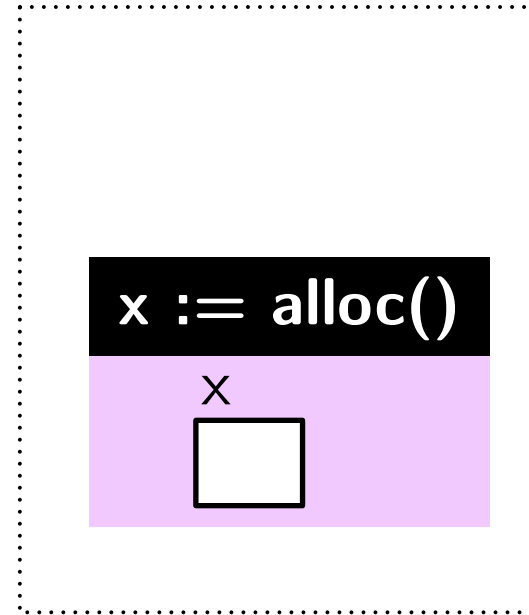 x := alloc()
x